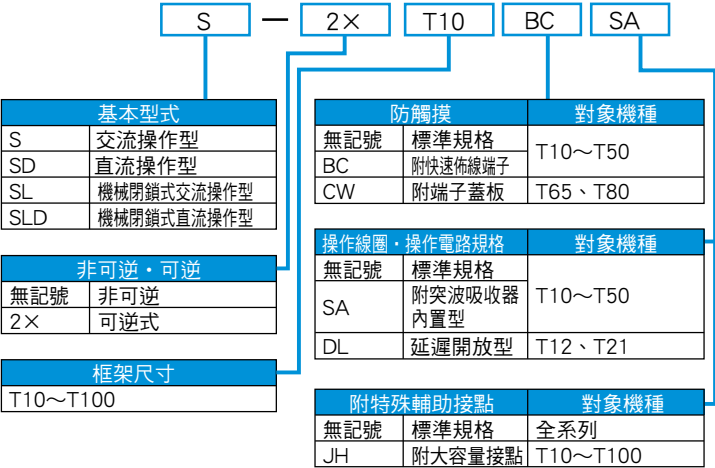 S — 2× T10 BC SA
基本型式
S 交流操作型
SD 直流操作型
SL 機械閉鎖式交流操作型
SLD 機械閉鎖式直流操作型
非可逆・可逆
無記號 非可逆
2× 可逆式
框架尺寸
T10～T100
防觸摸 對象機種
無記號 標準規格 T10～T50
BC 附快速佈線端子
CW 附端子蓋板 T65、T80
操作線圈・操作電路規格 對象機種
無記號 標準規格 T10～T50
SA 附突波吸收器
內置型
DL 延遲開放型 T12、T21
附特殊輔助接點 對象機種
無記號 標準規格 全系列
JH 附大容量接點 T10～T100